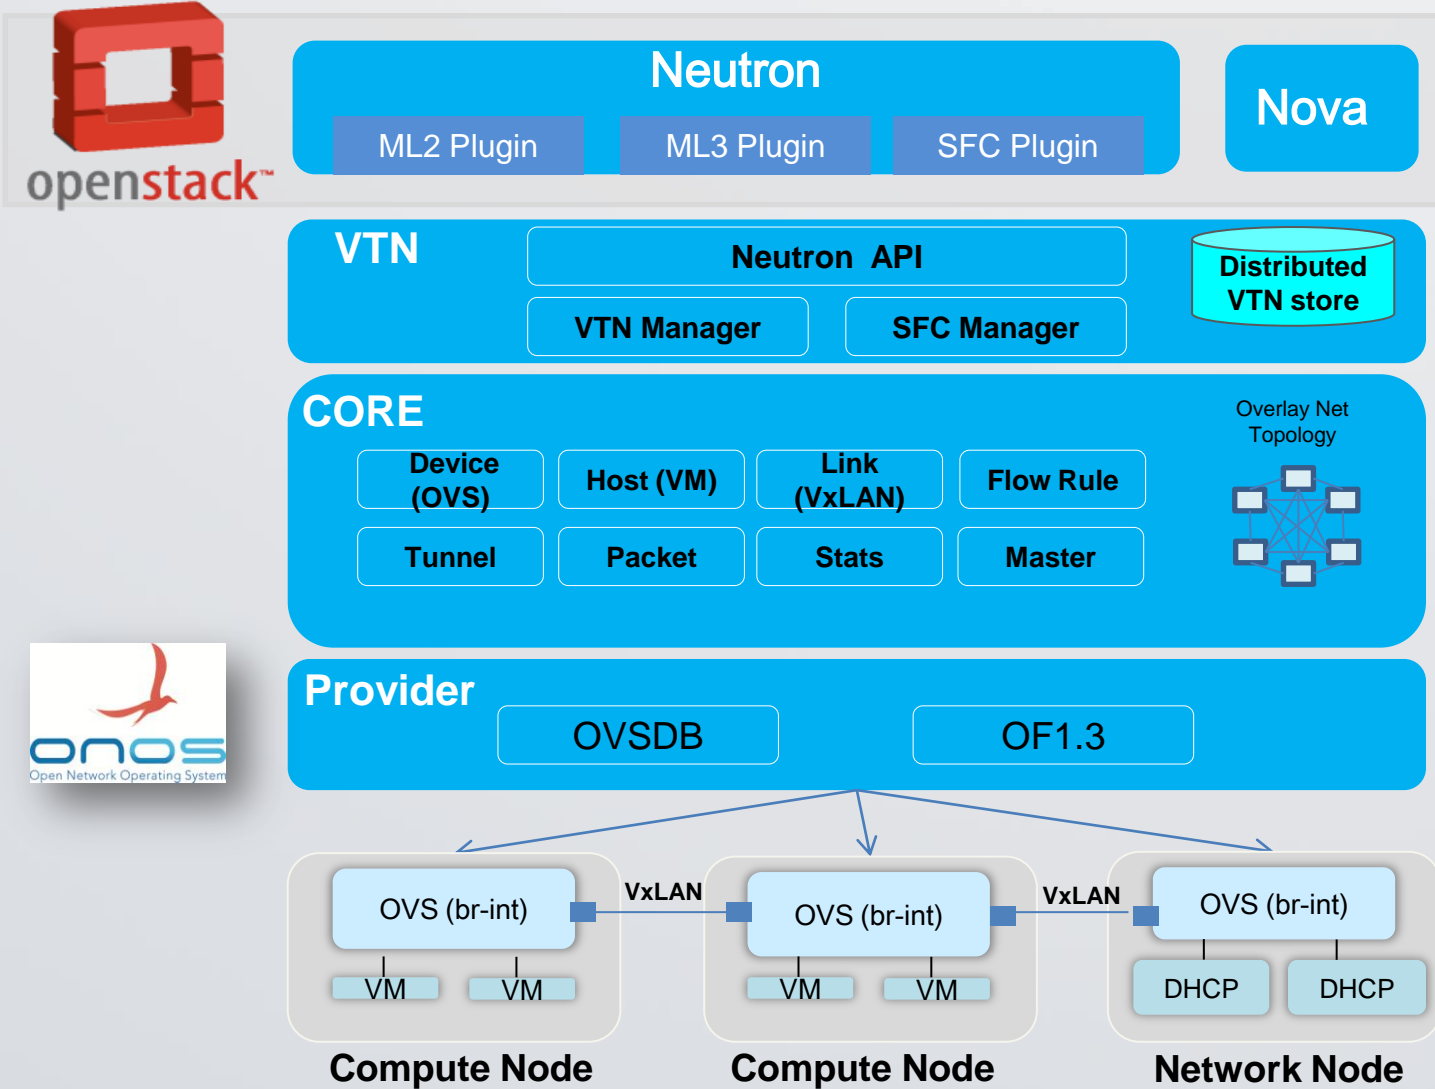 openstack™
Neutron
ML2 Plugin
ML3 Plugin
SFC Plugin
Nova
VTN
Neutron API
VTN Manager
SFC Manager
Distributed
VTN store
CORE
Device
(OVS)
Host (VM)
Link
(VxLAN)
Flow Rule
Tunnel
Packet
Stats
Master
Overlay Net
Topology
onos
Open Network Operating System
Provider
OVSDB
OF1.3
OVS (br-int)
VxLAN
OVS (br-int)
VxLAN
OVS (br-int)
VM
VM
VM
VM
DHCP
DHCP
Compute Node
Compute Node
Network Node